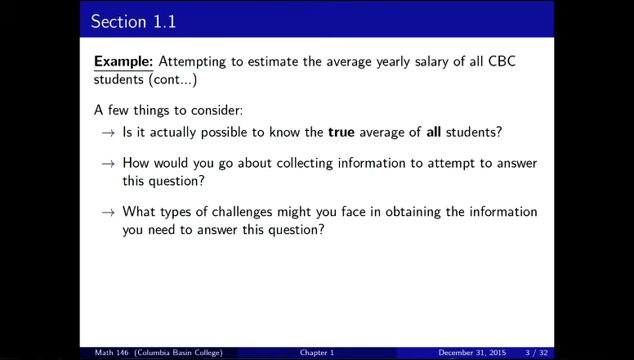 Section 1.1
Example: Attempting to estimate the average yearly salary of all CBC
students (cont...)
A few things to consider:
→ Is it actually possible to know the true average of all students?
→ How would you go about collecting information to attempt to answer
this question?
→ What types of challenges might you face in obtaining the information
you need to answer this question?
Math 146 (Columbia Basin College) Chapter 1 December 31, 2015 3 / 32